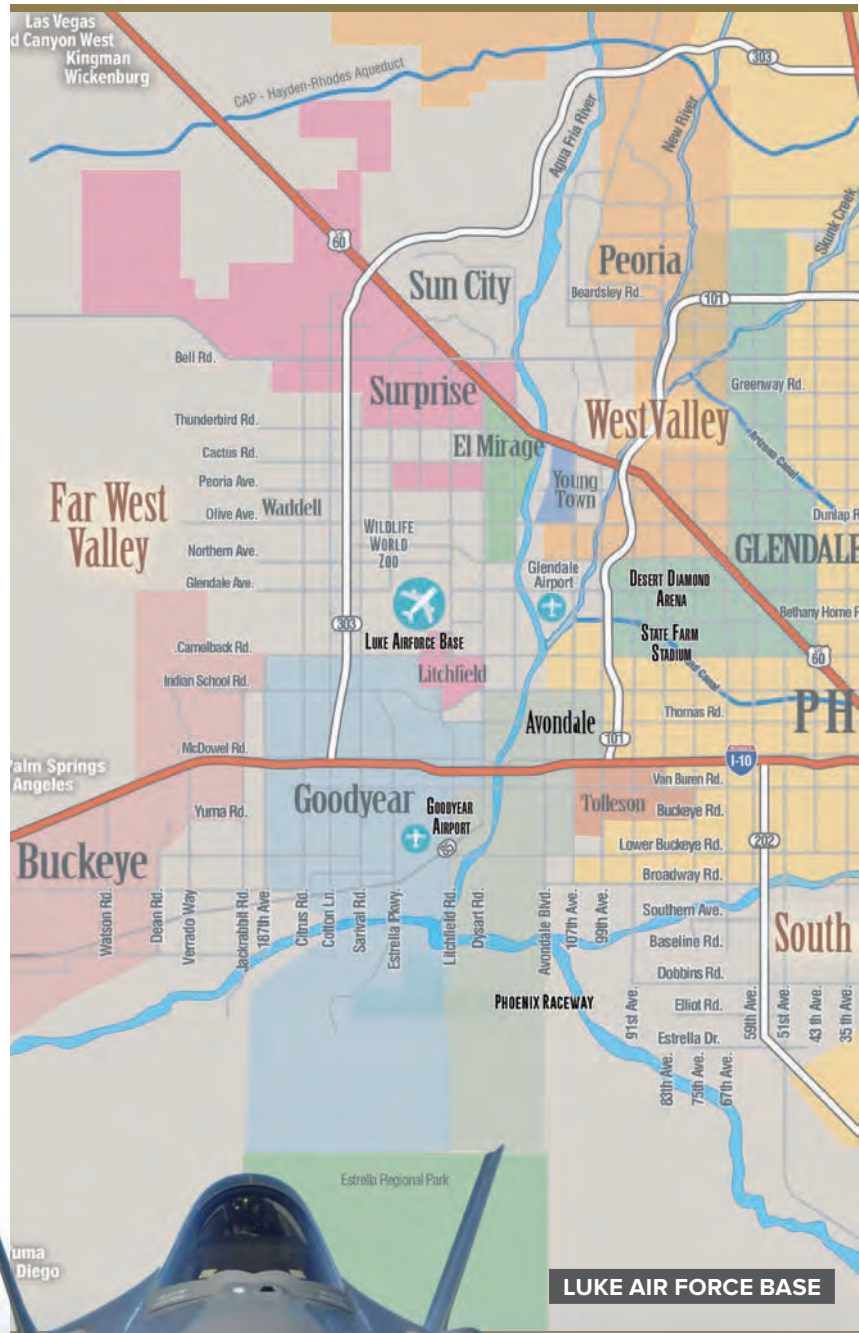 Las Vegas
d Canyon West
Kingman
Wickenburg
CAP - Hayden-Rhodes Aqueduct
303
Agua Fria River
New River
Skunk Creek
US
60
Sun City
Peoria
Beardsley Rd.
101
Bell Rd.
Surprise
Greenway Rd.
Thunderbird Rd.
WestValley
Cactus Rd.
El Mirage
Arizona Canal
Peoria Ave.
Young
Town
Far West
Valley
Olive Ave.
Waddell
Dunlap R
WILDLIFE
WORLD
ZOO
Northern Ave.
GLENDALE
Glendale Ave.
Glendale
Airport
DESERT DIAMOND
ARENA
Bethany Home R
303
LUKE AIRFORCE BASE
STATE FARM
STADIUM
.Camelback Rd.
60
Litchfield
nd Canal
Indian School Rd.
Avondale
Thomas Rd.
PH
101
McDowel Rd.
I-10
Palm Springs
Angeles
Van Buren Rd.
Goodyear
GOODYEAR
AIRPORT
Tolleson
Yuma Rd.
Buckeye Rd.
85
202
Lower Buckeye Rd.
Buckeye
Broadway Rd.
Watson Rd.
Dean Rd.
Verrado Way
Jackrabbit Rd.
187th Ave.
Citrus Rd.
Cotton Ln.
Sarival Rd.
Estrella Pkwy.
Litchfield Rd.
Dysart Rd.
Avondale Blvd.
107th Ave.
99th Ave.
Southern Ave.
Baseline Rd.
South
Dobbins Rd.
PHOENIX RACEWAY
Elliot Rd.
91st Ave.
59th Ave.
51st Ave.
43 th Ave.
35 th Ave.
Estrella Dr.
83th Ave.
75th Ave.
67th Ave.
Estrella Regional Park
uma
Diego
LUKE AIR FORCE BASE